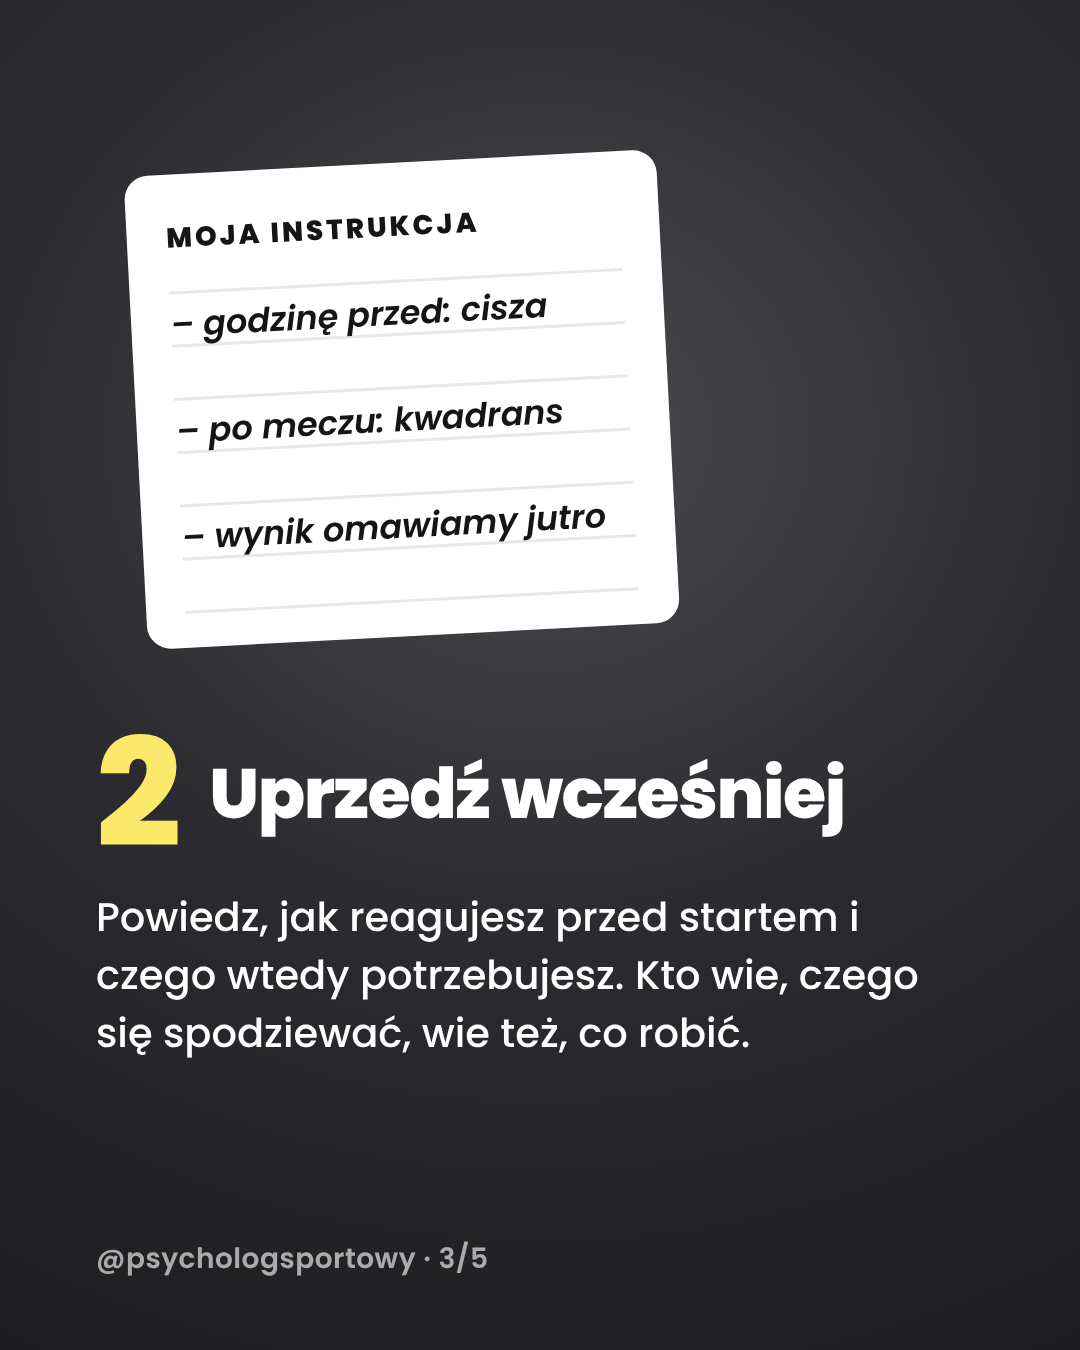 MOJA INSTRUKCJA
– godzinę przed: cisza
– po meczu: kwadrans
– wynik omawiamy jutro
2 Uprzedź wcześniej
Powiedz, jak reagujesz przed startem i
czego wtedy potrzebujesz. Kto wie, czego
się spodziewać, wie też, co robić.
@psychologsportowy · 3/5